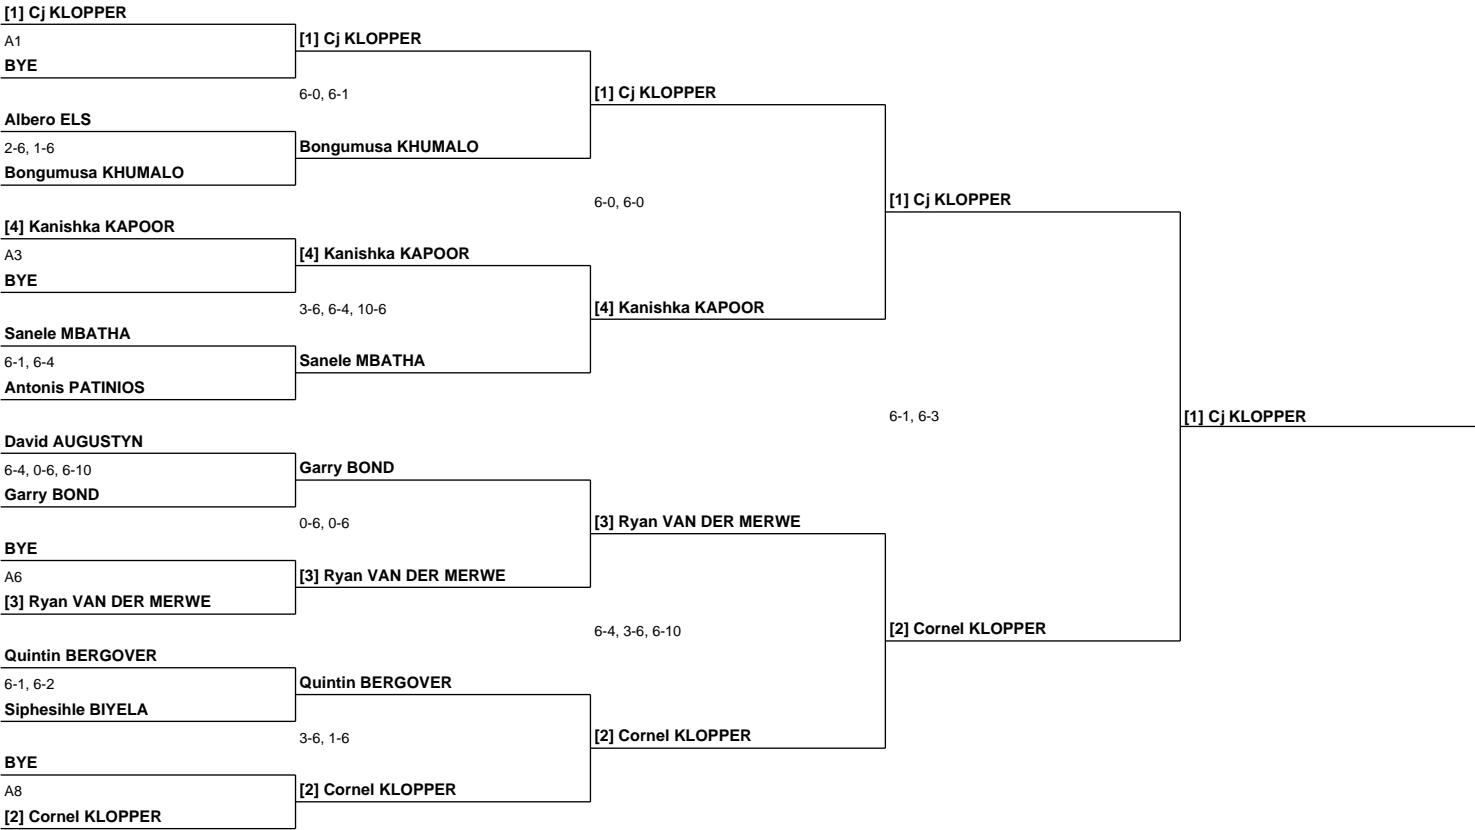 [1] Cj KLOPPER
A1
BYE
Albero ELS
2-6, 1-6
Bongumusa KHUMALO
[4] Kanishka KAPOOR
A3
BYE
Sanele MBATHA
6-1, 6-4
Antonis PATINIOS
David AUGUSTYN
6-4, 0-6, 6-10
Garry BOND
BYE
A6
[3] Ryan VAN DER MERWE
Quintin BERGOVER
6-1, 6-2
Siphesihle BIYELA
BYE
A8
[2] Cornel KLOPPER
[1] Cj KLOPPER
6-0, 6-1
Bongumusa KHUMALO
[4] Kanishka KAPOOR
3-6, 6-4, 10-6
Sanele MBATHA
Garry BOND
0-6, 0-6
[3] Ryan VAN DER MERWE
Quintin BERGOVER
3-6, 1-6
[2] Cornel KLOPPER
[1] Cj KLOPPER
6-0, 6-0
[4] Kanishka KAPOOR
[3] Ryan VAN DER MERWE
6-4, 3-6, 6-10
[2] Cornel KLOPPER
[1] Cj KLOPPER
6-1, 6-3
[2] Cornel KLOPPER
[1] Cj KLOPPER